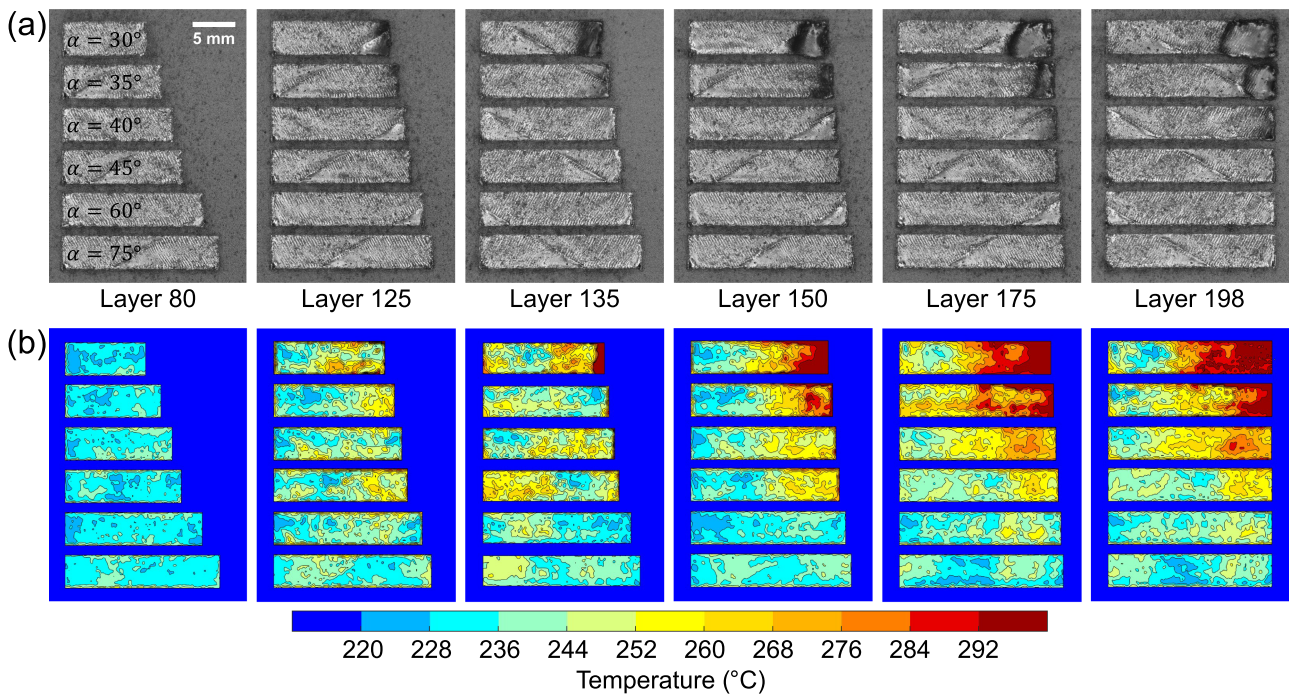 (a)
5 mm
α = 30°
α = 35°
α = 40°
α = 45°
α = 60°
α = 75°
Layer 80 Layer 125 Layer 135 Layer 150 Layer 175 Layer 198
(b)
220 228 236 244 252 260 268 276 284 292
Temperature (°C)